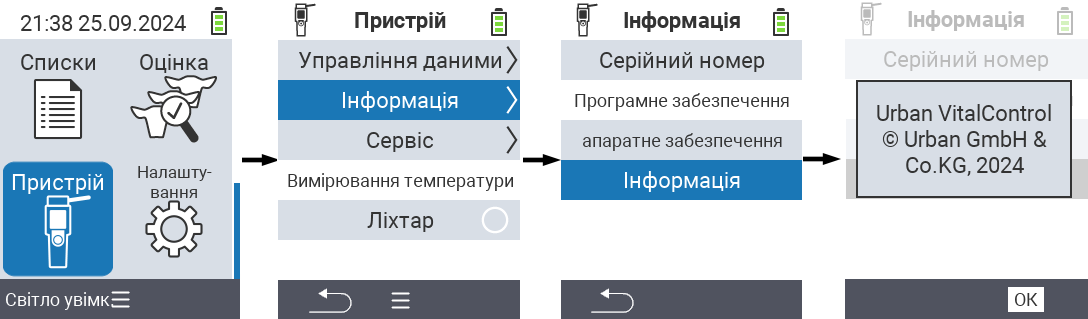 21:38 25.09.2024
Списки
Оцінка
Пристрій
Налашту-
вання
Світло увімк.
Пристрій
Управління даними
Інформація
Сервіс
Вимірювання температури
Ліхтар
Інформація
Серійний номер
Програмне забезпечення
апаратне забезпечення
Інформація
Інформація
Серійний номер
Urban VitalControl
© Urban GmbH &
Co.KG, 2024
OK